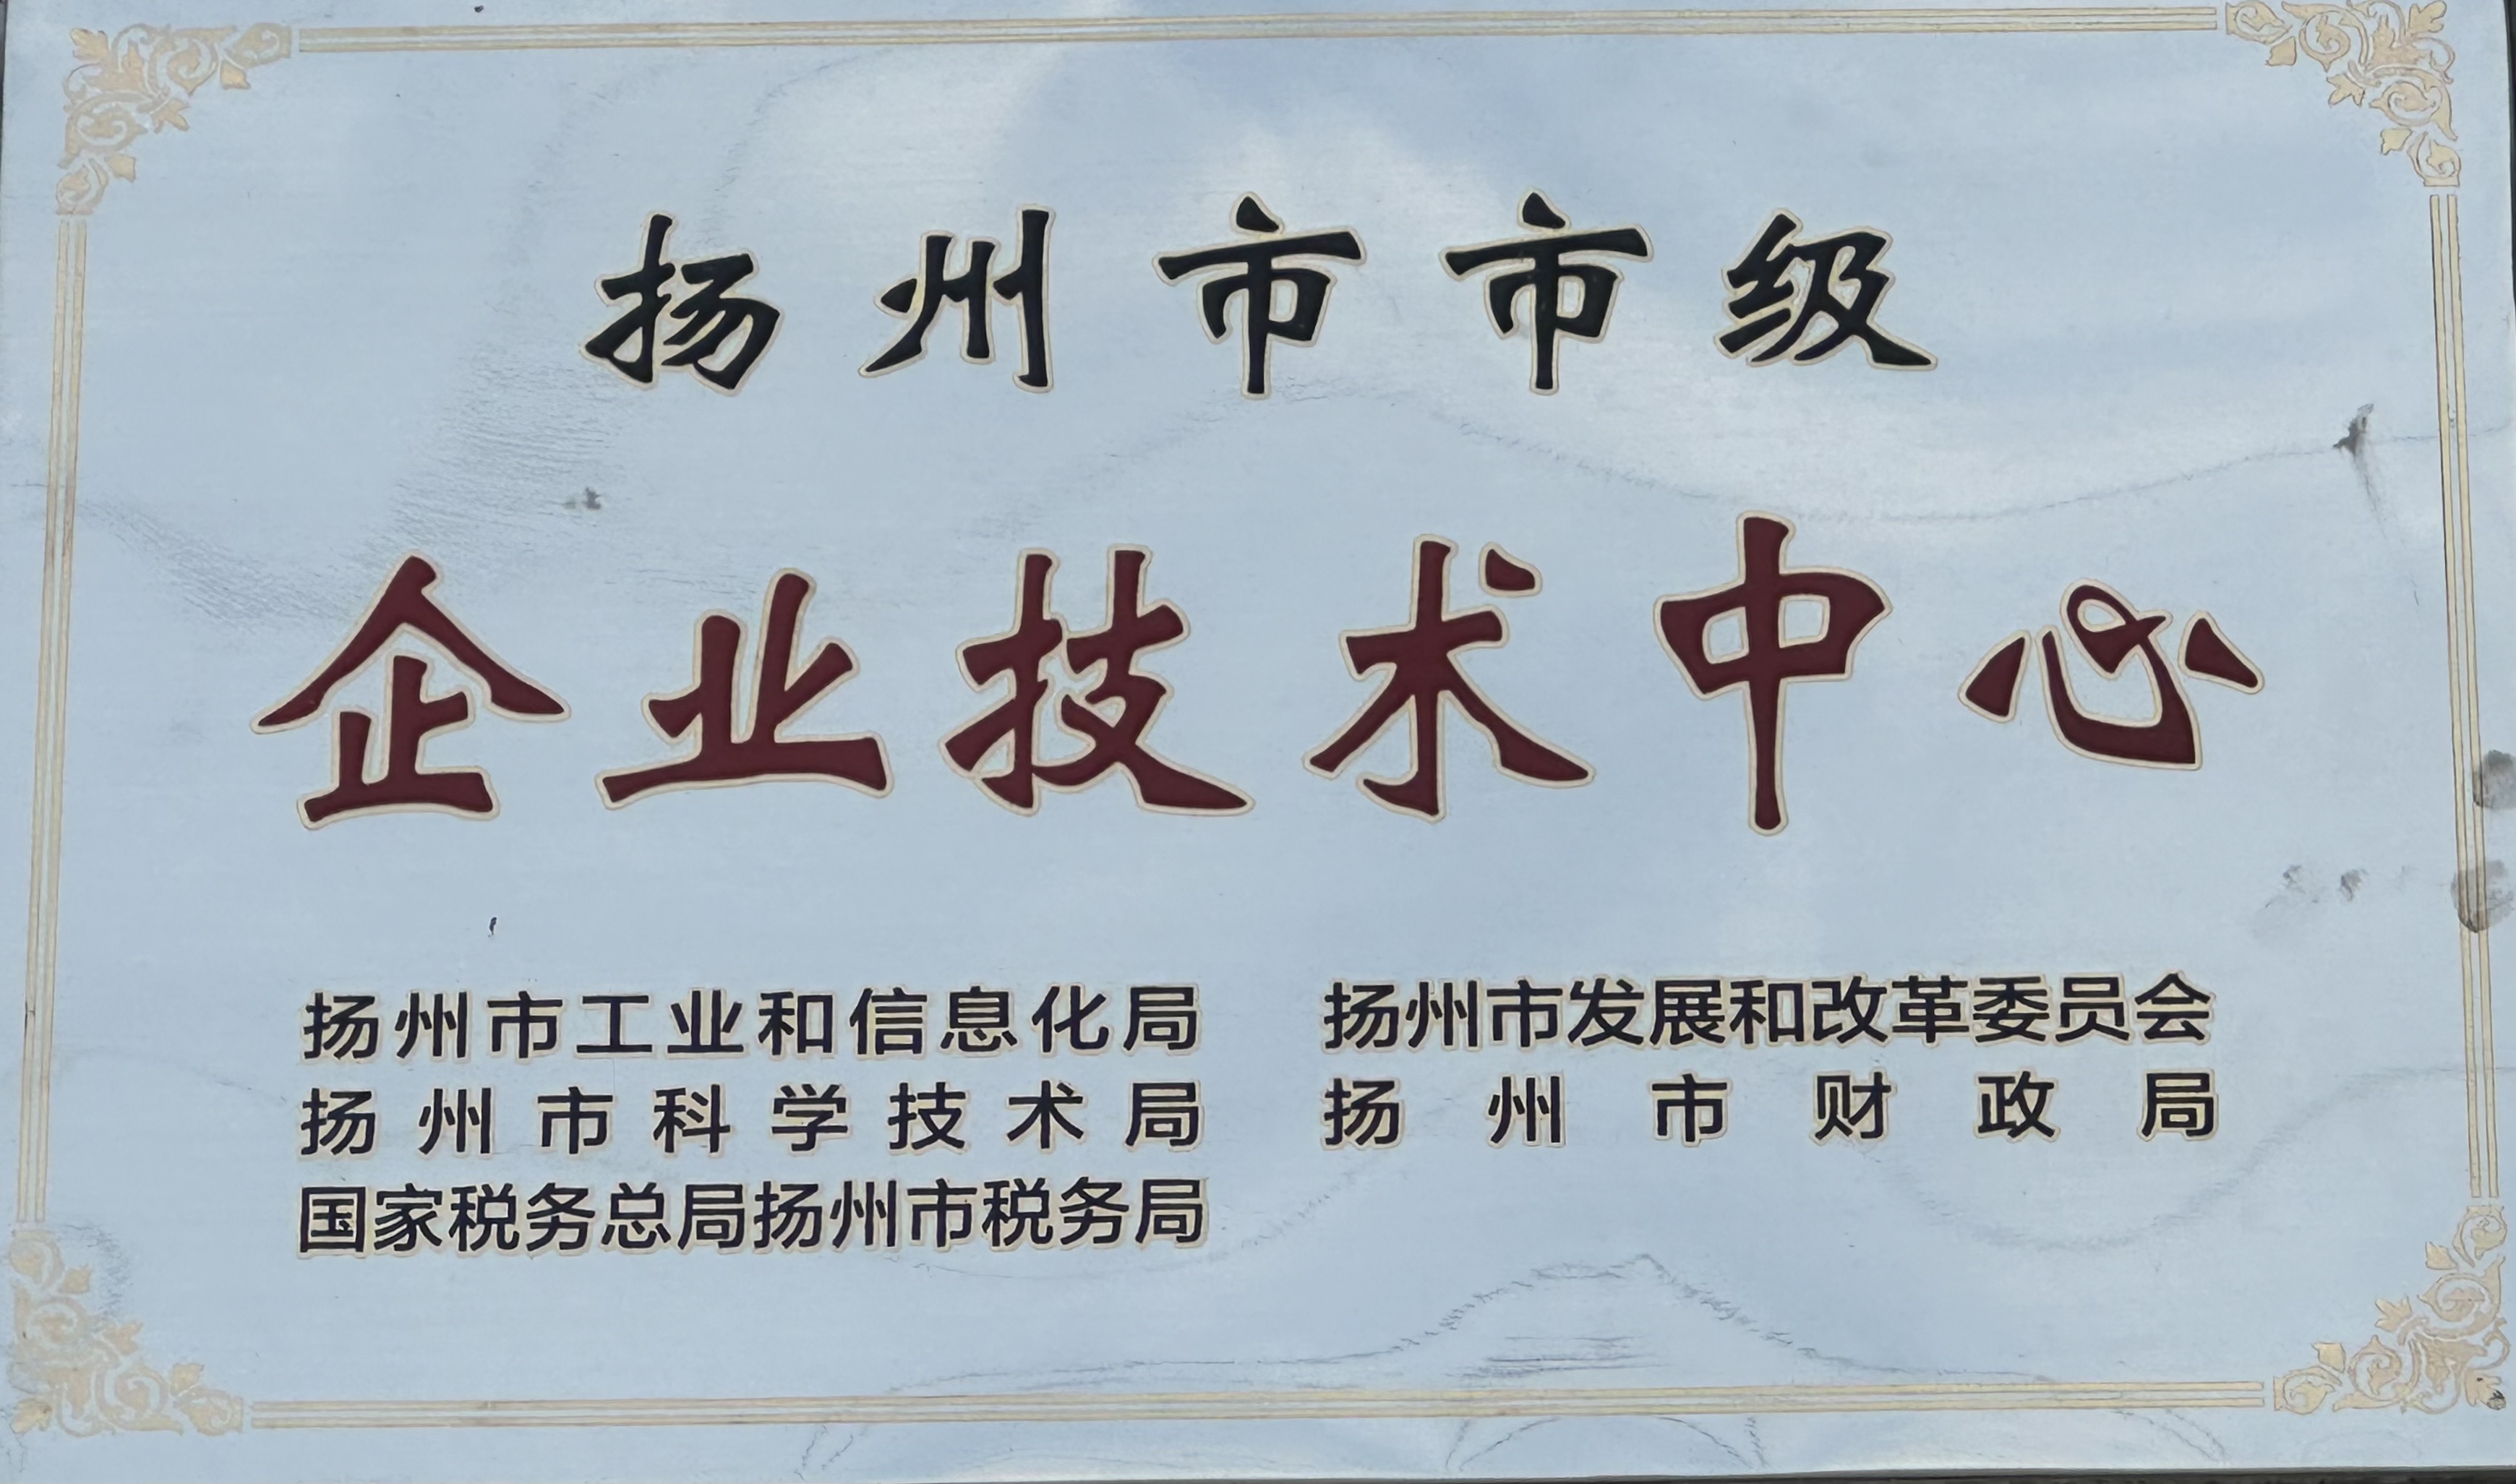 扬州市市级
企业技术中心
扬州市工业和信息化局 扬州市发展和改革委员会
扬州市科学技术局 扬州市财政局
国家税务总局扬州市税务局